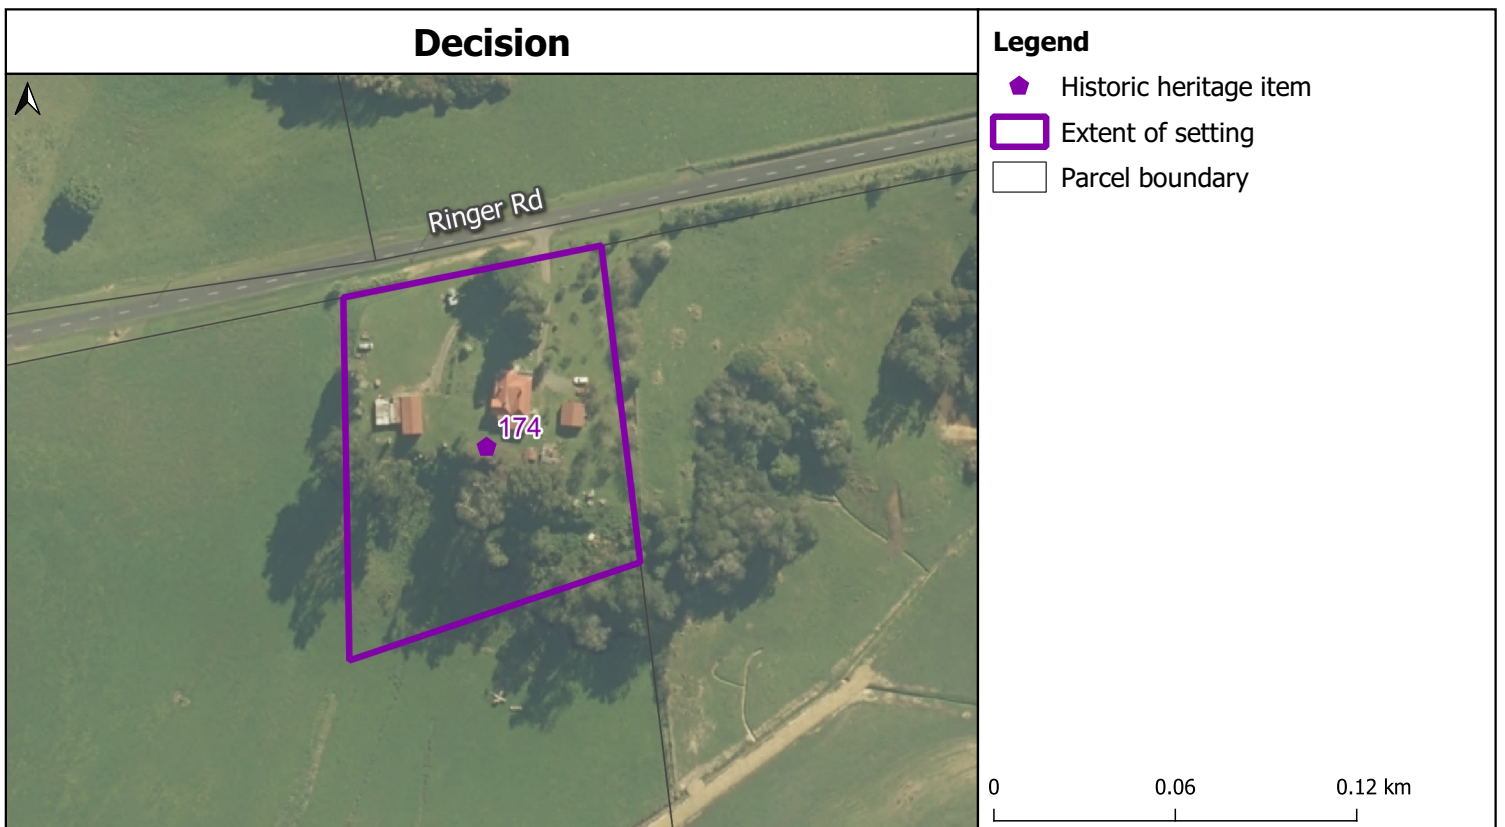 Decision
Ringer Rd
174
Legend
Historic heritage item
Extent of setting
Parcel boundary
0 0.06 0.12 km